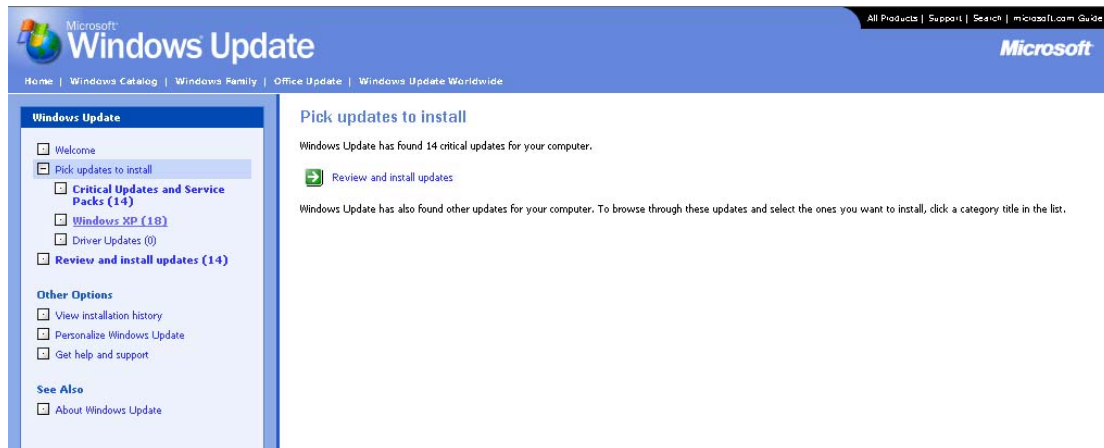 All Products | Support | Search | microsoft.com Guide
Microsoft
Windows Update
Microsoft
Home | Windows Catalog | Windows Family | Office Update | Windows Update Worldwide
Windows Update
Welcome
Pick updates to install
Critical Updates and Service
Packs (14)
Windows XP (18)
Driver Updates (0)
Review and install updates (14)
Other Options
View installation history
Personalize Windows Update
Get help and support
See Also
About Windows Update
Pick updates to install
Windows Update has found 14 critical updates for your computer.
Review and install updates
Windows Update has also found other updates for your computer. To browse through these updates and select the ones you want to install, click a category title in the list.